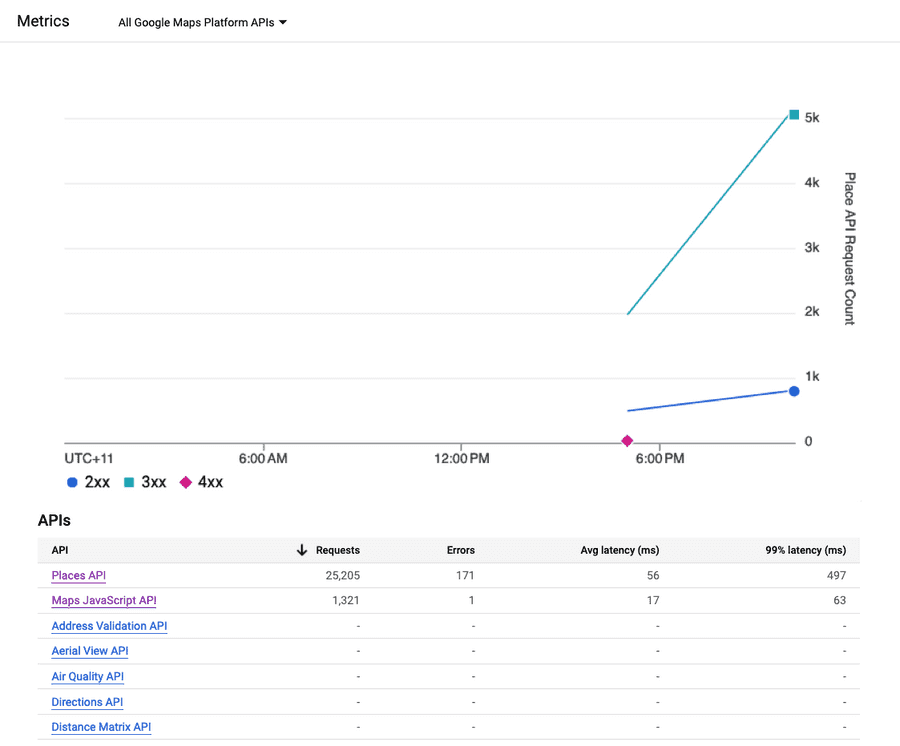 Metrics All Google Maps Platform APIs
5k
4k
3k
2k
1k
0
Place API Request Count
UTC+11 6:00 AM 12:00 PM 6:00 PM
2xx 3xx 4xx
APIs
API Requests Errors Avg latency (ms) 99% latency (ms)
Places API 25,205 171 56 497
Maps JavaScript API 1,321 1 17 63
Address Validation API - - - -
Aerial View API - - - -
Air Quality API - - - -
Directions API - - - -
Distance Matrix API - - - -